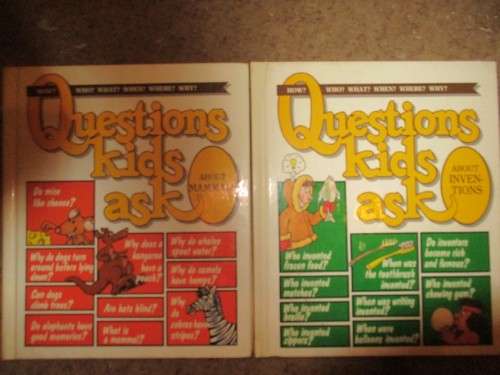 HOW? WHO? WHAT? WHEN? WHERE? WHY?
Questions
kids
ask
ABOUT
MAMMALS
Do mice
like cheese?
Why do dogs turn
around before lying
down?
Why does a
kangaroo
have a
pouch?
Why do whales
spout water?
Why do camels
have humps?
Can dogs
climb trees?
Are bats blind?
Why
do
zebras have
stripes?
Do elephants have
good memories?
What is
a mammal?
HOW? WHO? WHAT? WHEN? WHERE? WHY?
Questions
kids
ask
ABOUT
INVEN-
TIONS
Who invented
frozen food?
When was
the toothbrush
invented?
Do inventors
become rich
and famous?
Who invented
matches?
When was writing
invented?
Who invented
chewing gum?
Who invented
braille?
Who invented
zippers?
When were
balloons invented?